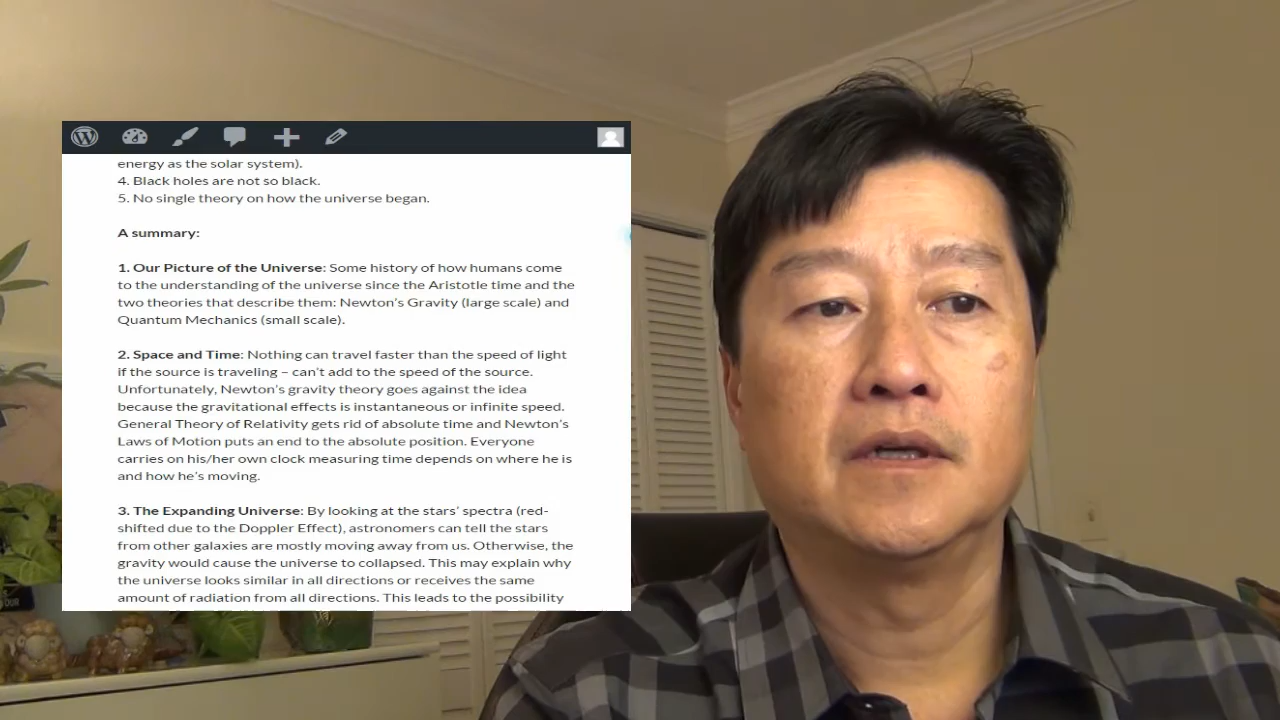 energy as the solar system).
4. Black holes are not so black.
5. No single theory on how the universe began.
A summary:
1. Our Picture of the Universe: Some history of how humans come
to the understanding of the universe since the Aristotle time and the
two theories that describe them: Newton's Gravity (large scale) and
Quantum Mechanics (small scale).
2. Space and Time: Nothing can travel faster than the speed of light
if the source is traveling – can't add to the speed of the source.
Unfortunately, Newton's gravity theory goes against the idea
because the gravitational effects is instantaneous or infinite speed.
General Theory of Relativity gets rid of absolute time and Newton's
Laws of Motion puts an end to the absolute position. Everyone
carries on his/her own clock measuring time depends on where he is
and how he's moving.
3. The Expanding Universe: By looking at the stars' spectra (red-
shifted due to the Doppler Effect), astronomers can tell the stars
from other galaxies are mostly moving away from us. Otherwise, the
gravity would cause the universe to collapsed. This may explain why
the universe looks similar in all directions or receives the same
amount of radiation from all directions. This leads to the possibility